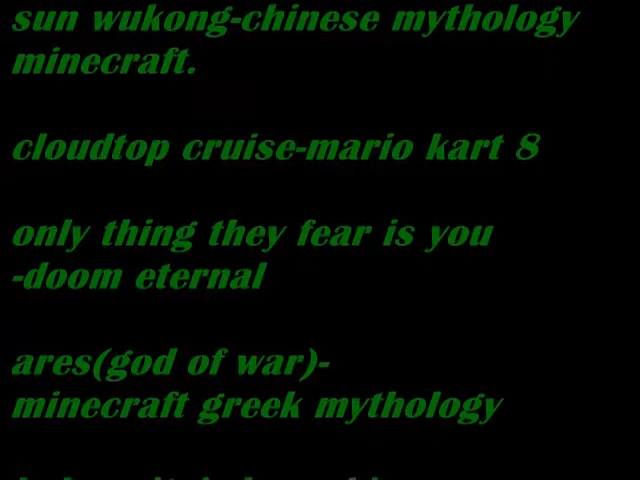 sun wukong-chinese mythology
minecraft.
cloudtop cruise-mario kart 8
only thing they fear is you
-doom eternal
ares(god of war)-
minecraft greek mythology